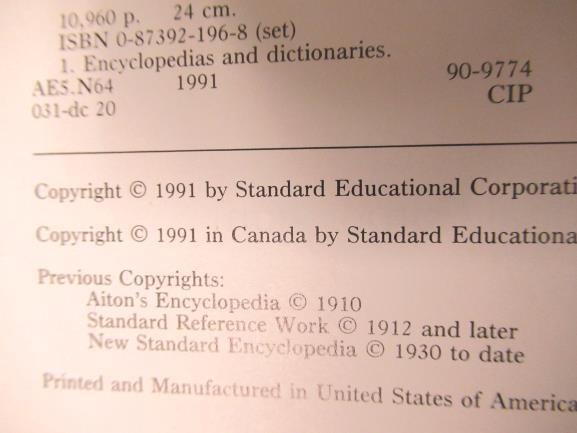 10,960 p. 24 cm.
ISBN 0-87392-196-8 (set)
1. Encyclopedias and dictionaries.
AE5.N64 1991 90-9774
031-dc 20 CIP
Copyright © 1991 by Standard Educational Corporati
Copyright © 1991 in Canada by Standard Educationa
Previous Copyrights:
Aiton's Encyclopedia © 1910
Standard Reference Work © 1912 and later
New Standard Encyclopedia © 1930 to date
Printed and Manufactured in United States of America